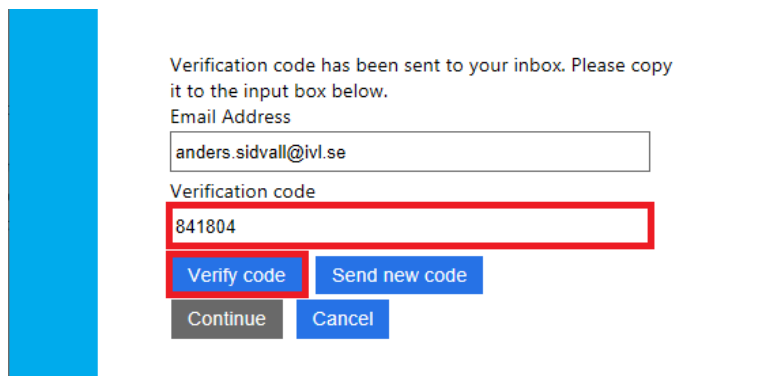 Verification code has been sent to your inbox. Please copy
it to the input box below.
Email Address
anders.sidvall@ivl.se
Verification code
841804
Verify code Send new code
Continue Cancel